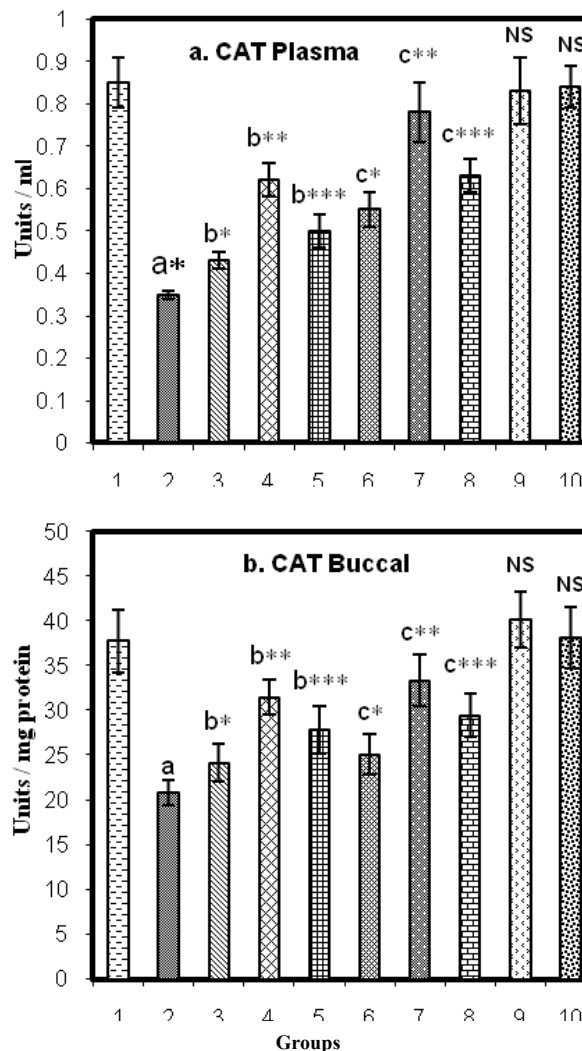 1
a. CAT Plasma
NS
NS
0.9
c**
0.8
b**
c***
0.7
c*
0.6
b***
Units / ml
0.5
b*
0.4
a*
0.3
0.2
0.1
0
1 2 3 4 5 6 7 8 9 10
50
b. CAT Buccal
NS
45
NS
40
c**
b**
c***
35
b***
c*
30
b*
Units / mg protein
25
a
20
15
10
5
0
1 2 3 4 5 6 7 8 9 10
Groups